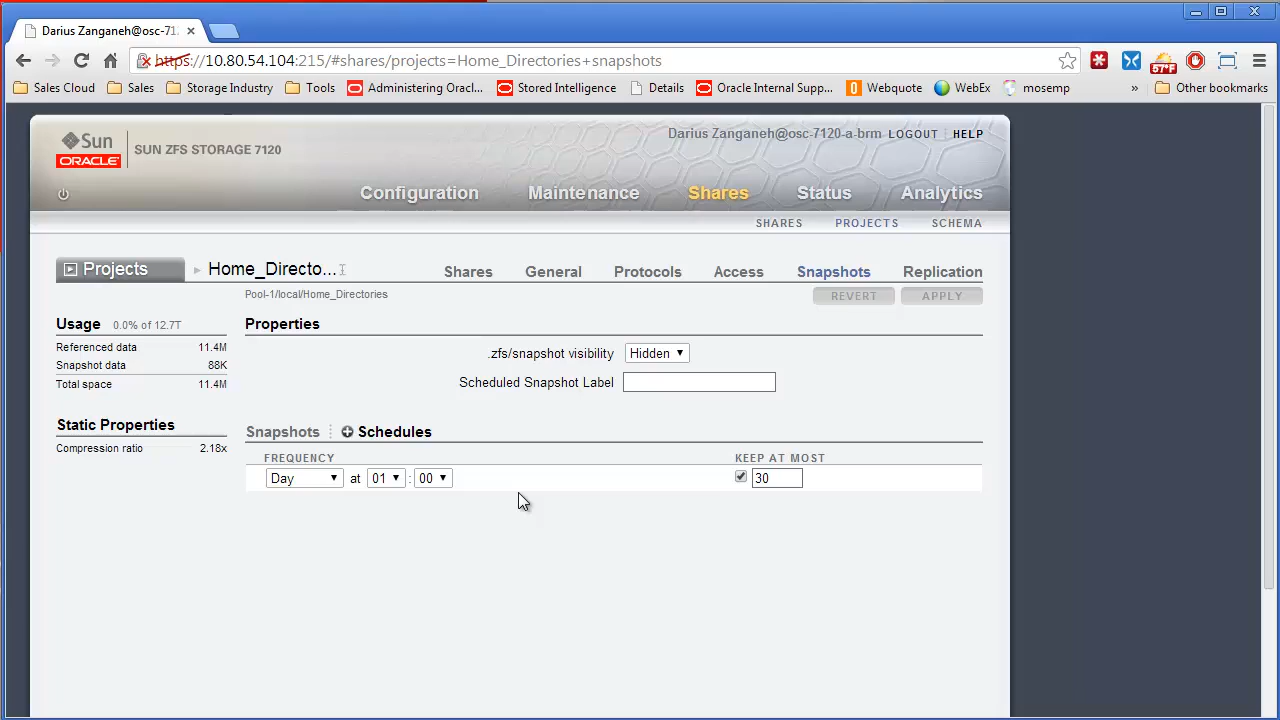 Darius Zanganeh@osc-71
https://10.80.54.104:215/#shares/projects=Home_Directories+snapshots
57°F
Sales Cloud Sales Storage Industry Tools Administering Or... Stored Intelligence Details Oracle Internal Supp... Webquote WebEx mosemp » Other bookmarks
Sun
ORACLE
SUN ZFS STORAGE 7120
Darius Zanganeh@osc-7120-a-brm LOGOUT HELP
Configuration Maintenance Shares Status Analytics
SHARES PROJECTS SCHEMA
Projects Home_Directo... Shares General Protocols Access Snapshots Replication
Pool-1/local/Home_Directories REVERT APPLY
Usage 0.0% of 12.7T
Referenced data 11.4M
Snapshot data 88K
Total space 11.4M
Static Properties
Compression ratio 2.18x
Properties
.zfs/snapshot visibility Hidden
Scheduled Snapshot Label
Snapshots Schedules
FREQUENCY KEEP AT MOST
Day at 01 : 00 30